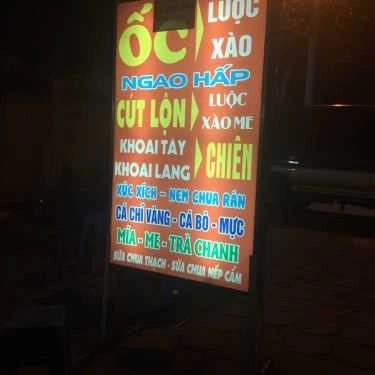 ỐC LUỘC
XÀO
NGAO HẤP
CÚT LỘN LUỘC
XÀO ME
KHOAI TÂY
KHOAI LANG CHIÊN
XÚC XÍCH - NEM CHUA RÁN
CÁ CHỈ VÀNG - CÁ BÒ - MỰC
MÍA - ME - TRÀ CHANH
SỮA CHUA THẠCH - SỮA CHUA NẾP CẨM